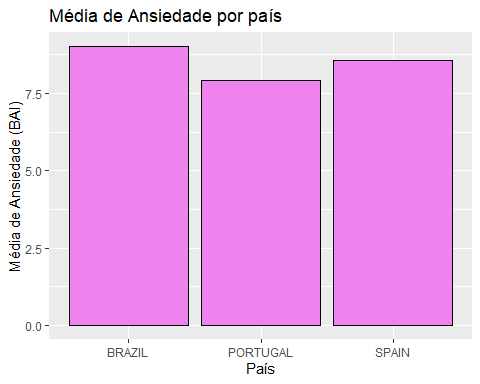 Média de Ansiedade por país
Média de Ansiedade (BAI)
7.5
5.0
2.5
0.0
BRAZIL
PORTUGAL
SPAIN
País